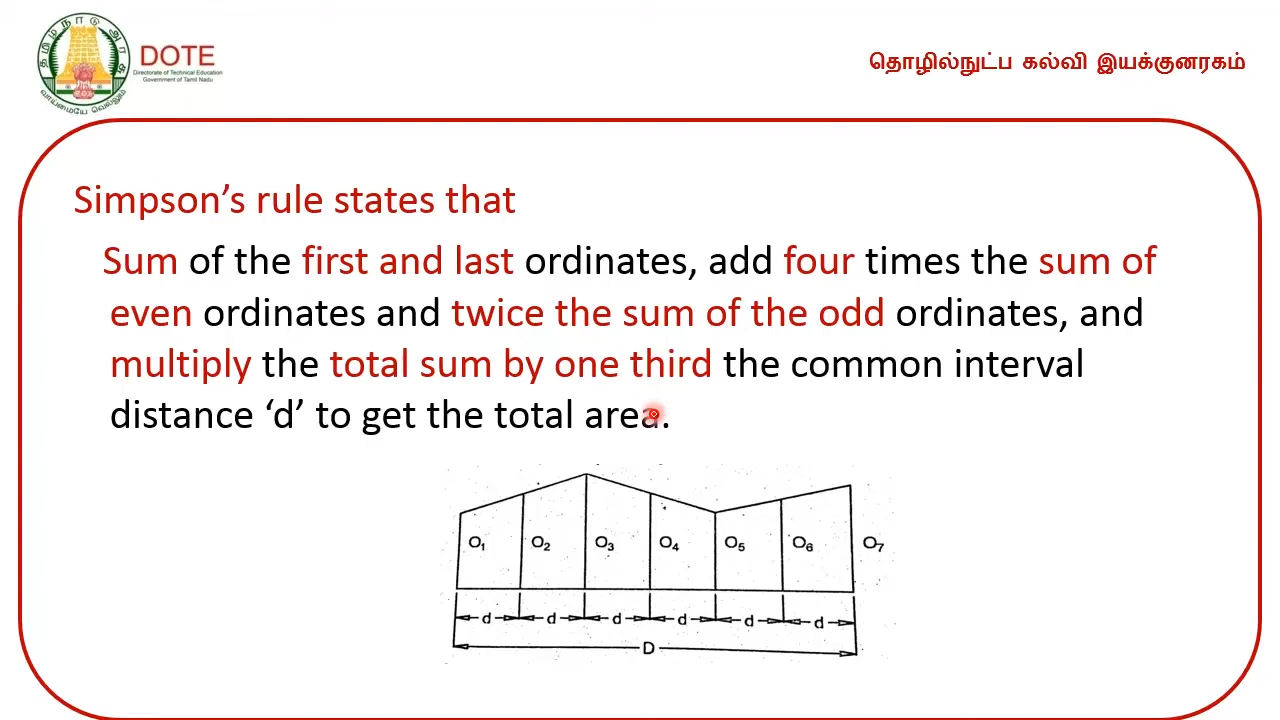 தமிழ்நாடு அரசு
வாய்மையே வெல்லும்
DOTE
Directorate of Technical Education
Government of Tamil Nadu
தொழில்நுட்ப கல்வி இயக்குனரகம்
Simpson’s rule states that
Sum of the first and last ordinates, add four times the sum of
even ordinates and twice the sum of the odd ordinates, and
multiply the total sum by one third the common interval
distance ‘d’ to get the total area.
O₁ O₂ O₃ O₄ O₅ O₆ O₇
d d d d d d
D